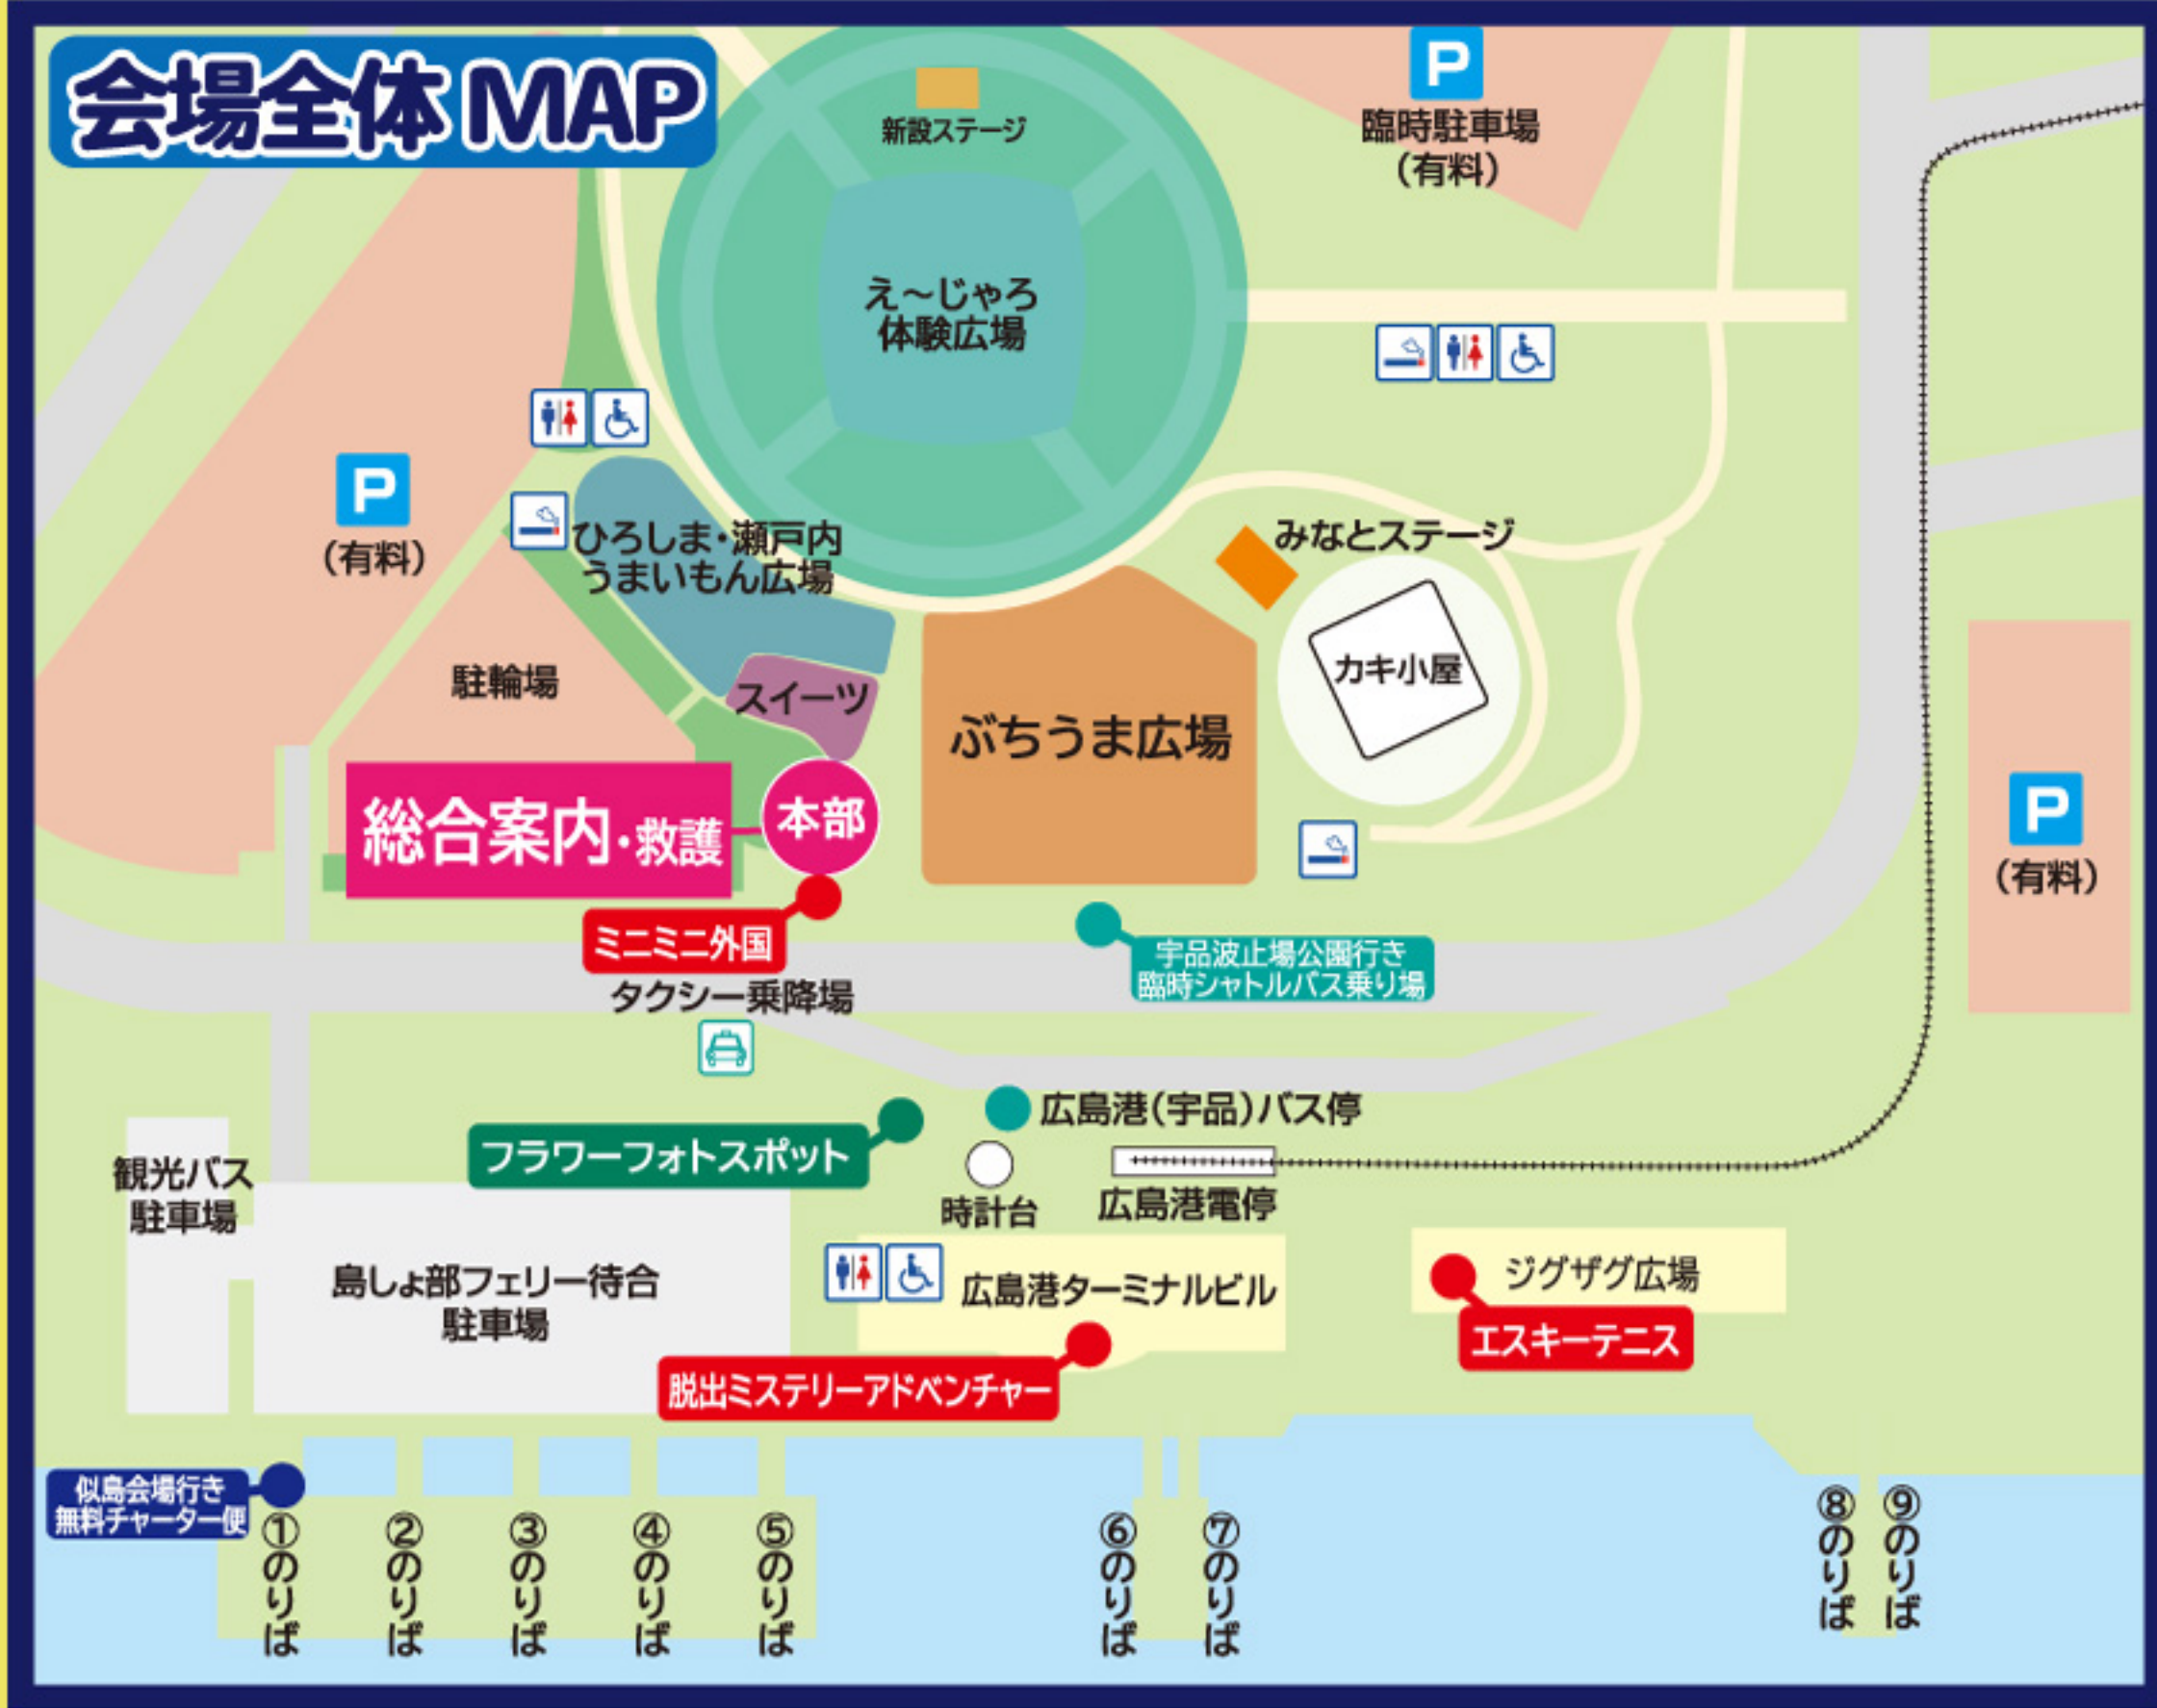 会場全体MAP
新設ステージ
P
臨時駐車場
(有料)
え～じゃろ
体験広場
P
(有料)
ひろしま・瀬戸内
うまいもん広場
みなとステージ
カキ小屋
駐輪場
スイーツ
ぶちうま広場
総合案内・救護
本部
P
(有料)
ミニミニ外国
宇品波止場公園行き
臨時シャトルバス乗り場
タクシー乗降場
広島港(宇品)バス停
フラワーフォトスポット
時計台
広島港電停
観光バス
駐車場
島しょ部フェリー待合
駐車場
広島港ターミナルビル
ジグザグ広場
エスキーテニス
脱出ミステリーアドベンチャー
似島会場行き
無料チャーター便
①のりば
②のりば
③のりば
④のりば
⑤のりば
⑥のりば
⑦のりば
⑧のりば
⑨のりば